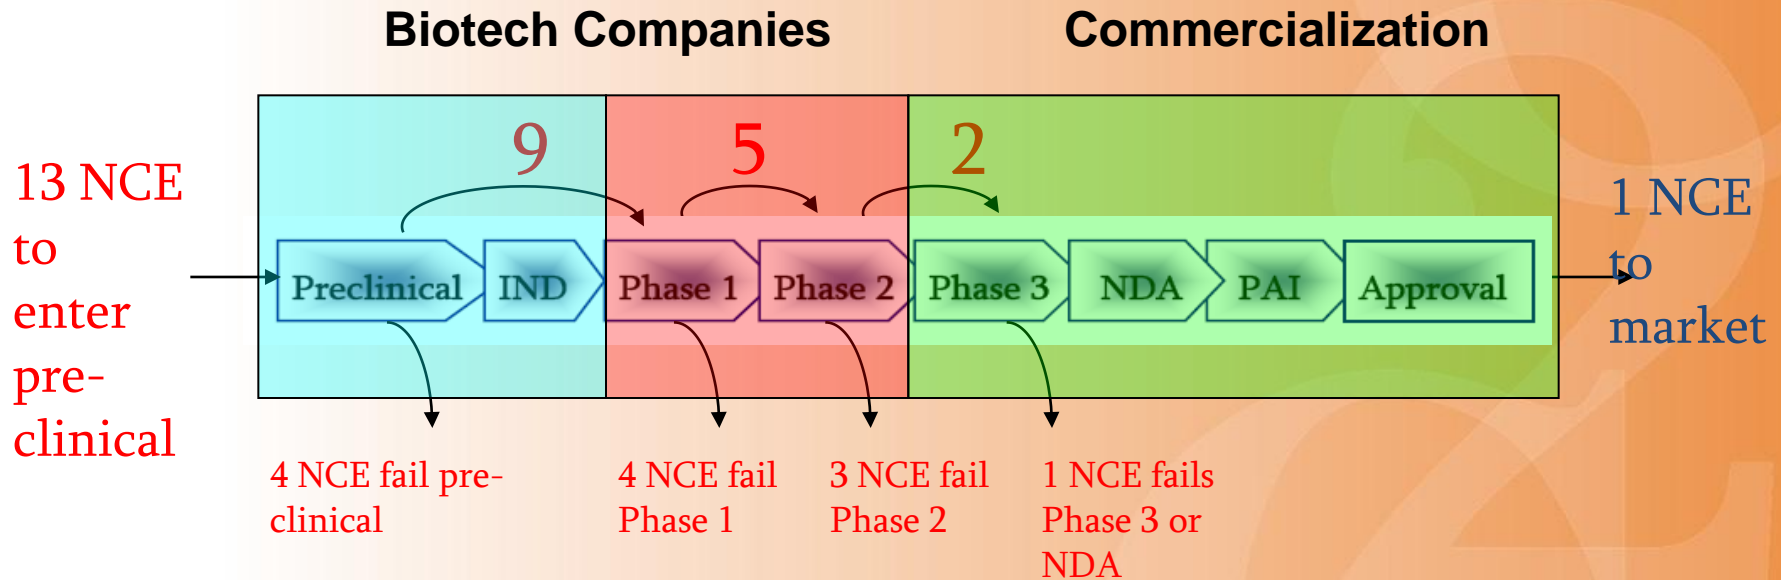 Biotech Companies
Commercialization
13 NCE
to
enter
pre-
clinical
9
5
2
Preclinical
IND
Phase 1
Phase 2
Phase 3
NDA
PAI
Approval
1 NCE
to
market
4 NCE fail pre-
clinical
4 NCE fail
Phase 1
3 NCE fail
Phase 2
1 NCE fails
Phase 3 or
NDA